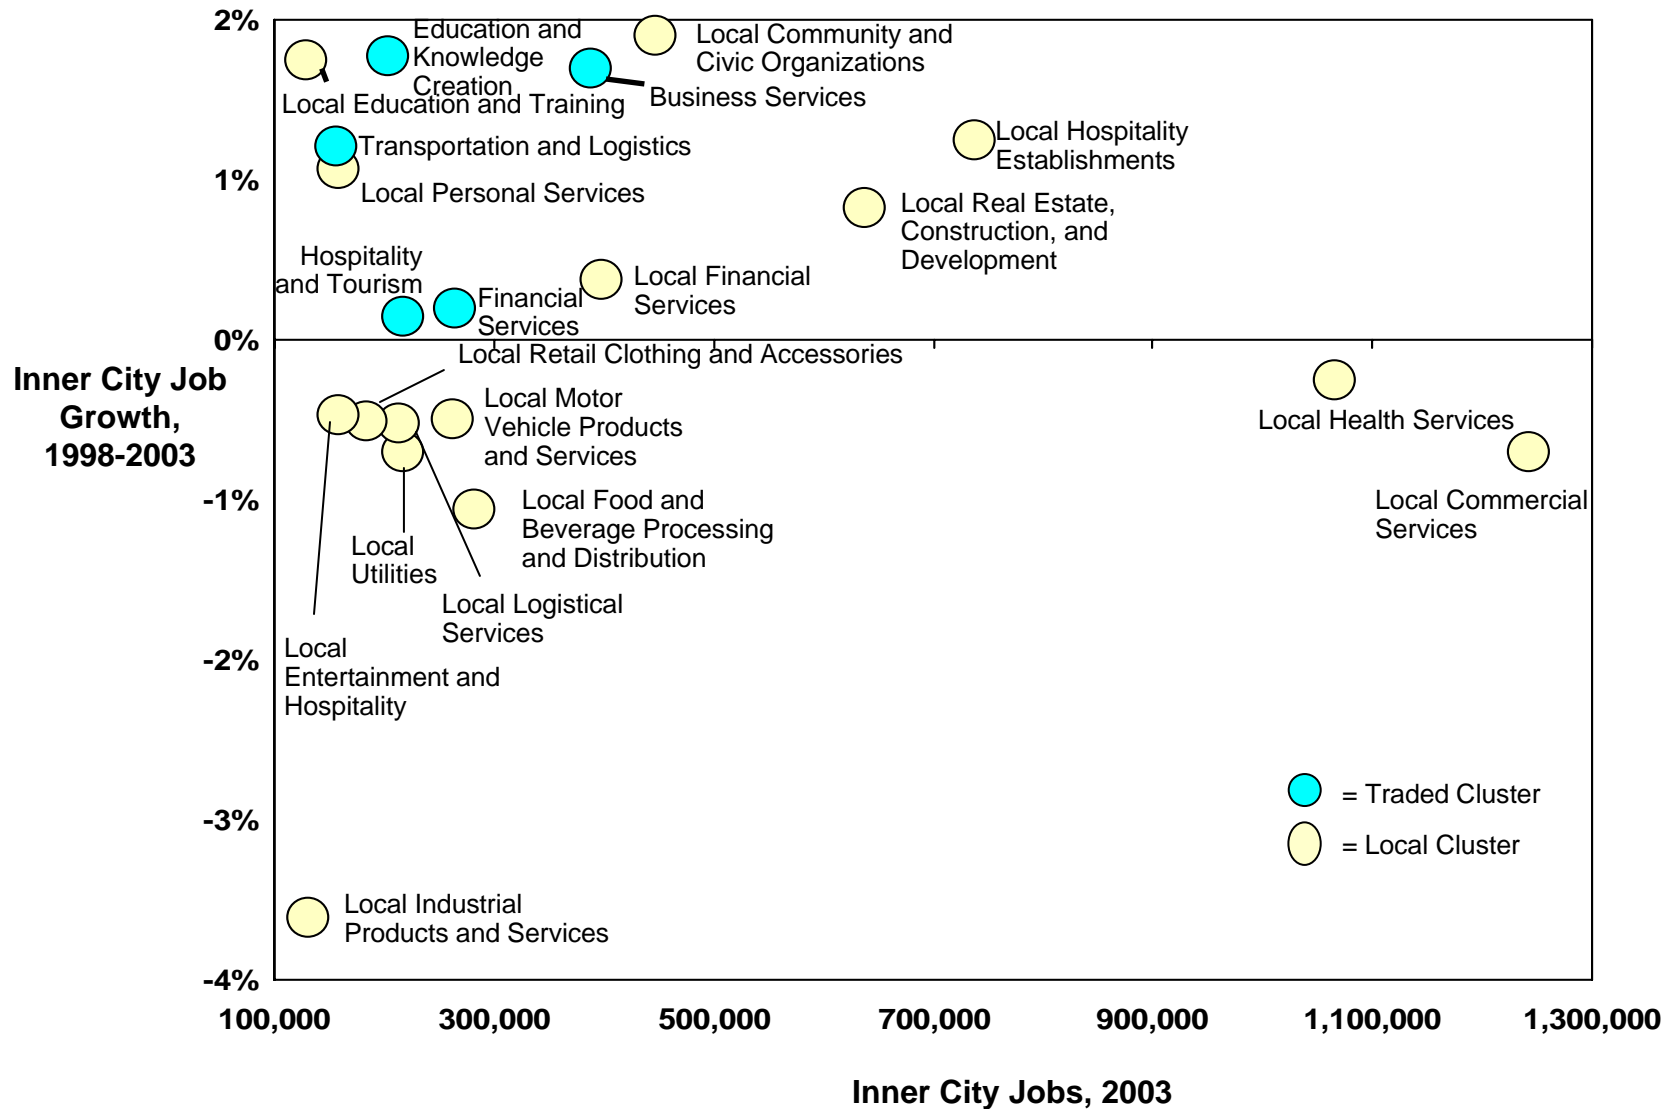 2%
Education and
Knowledge
Creation
Local Community and
Civic Organizations
Local Education and Training
Business Services
Transportation and Logistics
Local Hospitality
Establishments
1%
Local Personal Services
Local Real Estate,
Construction, and
Development
Hospitality
and Tourism
Local Financial
Services
Financial
Services
0%
Local Retail Clothing and Accessories
Inner City Job
Growth,
1998-2003
Local Motor
Vehicle Products
and Services
Local Health Services
-1%
Local Food and
Beverage Processing
and Distribution
Local Commercial
Services
Local
Utilities
Local Logistical
Services
-2%
Local
Entertainment and
Hospitality
= Traded Cluster
-3%
= Local Cluster
Local Industrial
Products and Services
-4%
100,000 300,000 500,000 700,000 900,000 1,100,000 1,300,000
Inner City Jobs, 2003